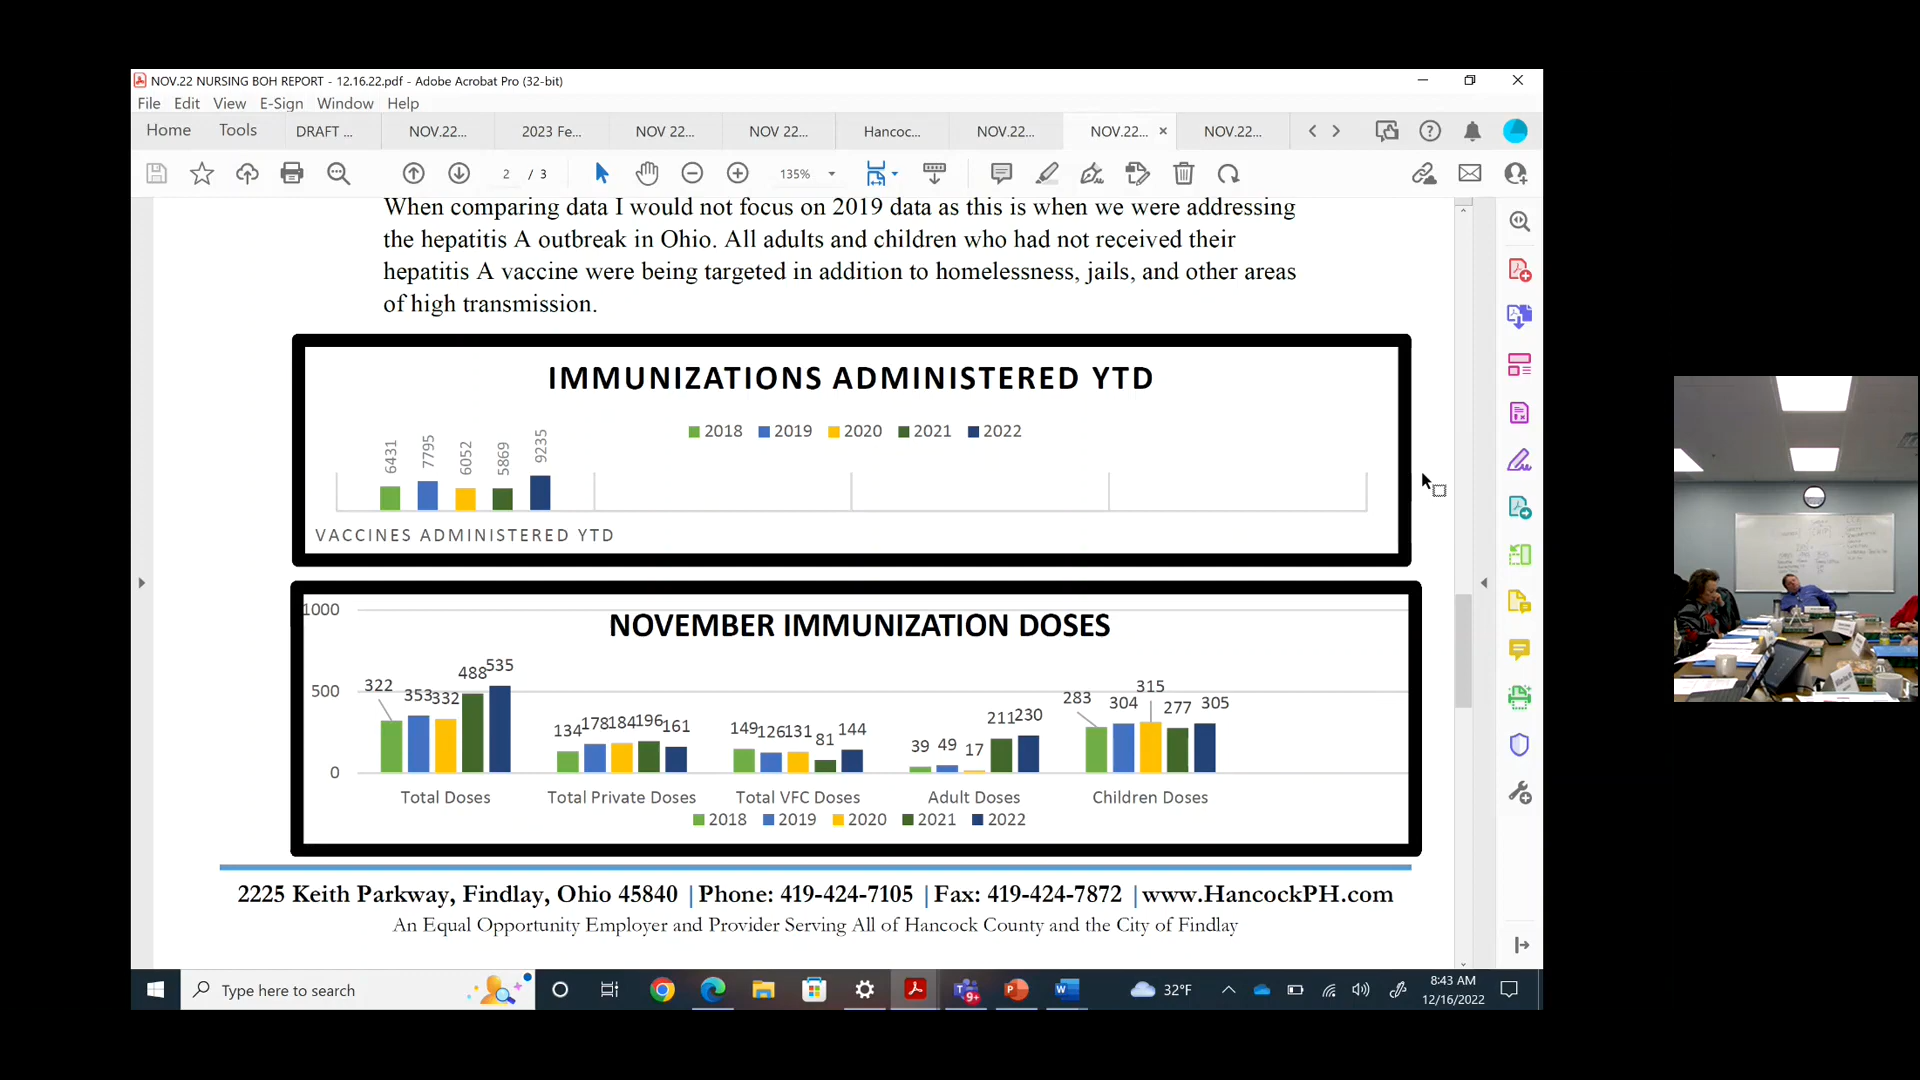 NOV.22 NURSING BOH REPORT - 12.16.22.pdf - Adobe Acrobat Pro (32-bit)
File Edit View E-Sign Window Help
Home Tools DRAFT ... NOV.22... 2023 Fe... NOV 22... NOV 22... Hancoc... NOV.22... NOV.22... NOV.22...
2 / 3 135%
When comparing data I would not focus on 2019 data as this is when we were addressing
the hepatitis A outbreak in Ohio. All adults and children who had not received their
hepatitis A vaccine were being targeted in addition to homelessness, jails, and other areas
of high transmission.
IMMUNIZATIONS ADMINISTERED YTD
2018 2019 2020 2021 2022
6431 7795 6052 5869 9235
VACCINES ADMINISTERED YTD
1000
NOVEMBER IMMUNIZATION DOSES
500
0
322 353 332 488 535
134 178 184 196 161
149 126 131 81 144
39 49 17 211 230
283 304 315 277 305
Total Doses Total Private Doses Total VFC Doses Adult Doses Children Doses
2018 2019 2020 2021 2022
2225 Keith Parkway, Findlay, Ohio 45840 | Phone: 419-424-7105 | Fax: 419-424-7872 | www.HancockPH.com
An Equal Opportunity Employer and Provider Serving All of Hancock County and the City of Findlay
Type here to search
9+
32°F
8:43 AM
12/16/2022